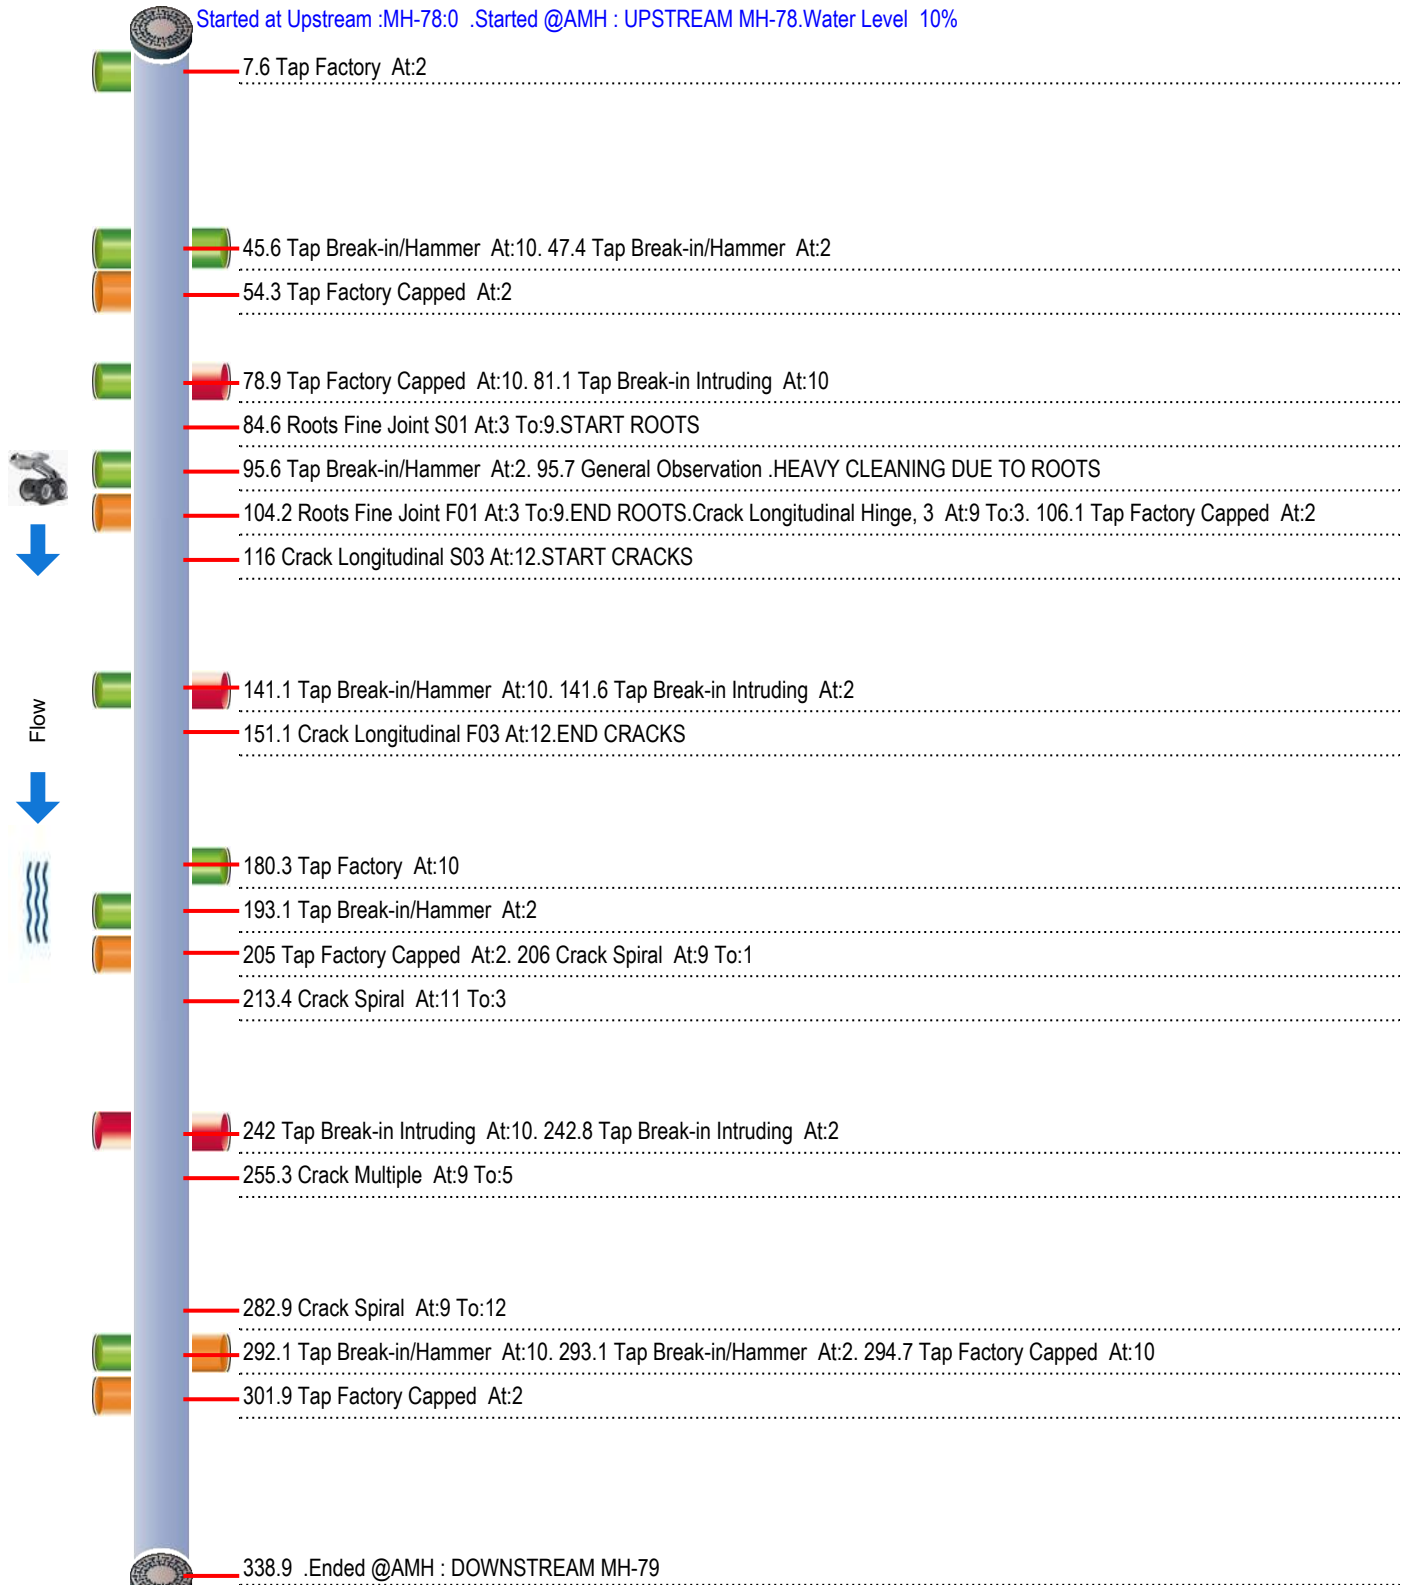 Started at Upstream :MH-78:0 .Started @AMH : UPSTREAM MH-78.Water Level 10%
7.6 Tap Factory At:2
45.6 Tap Break-in/Hammer At:10. 47.4 Tap Break-in/Hammer At:2
54.3 Tap Factory Capped At:2
78.9 Tap Factory Capped At:10. 81.1 Tap Break-in Intruding At:10
84.6 Roots Fine Joint S01 At:3 To:9.START ROOTS
95.6 Tap Break-in/Hammer At:2. 95.7 General Observation .HEAVY CLEANING DUE TO ROOTS
104.2 Roots Fine Joint F01 At:3 To:9.END ROOTS.Crack Longitudinal Hinge, 3 At:9 To:3. 106.1 Tap Factory Capped At:2
116 Crack Longitudinal S03 At:12.START CRACKS
141.1 Tap Break-in/Hammer At:10. 141.6 Tap Break-in Intruding At:2
Flow
151.1 Crack Longitudinal F03 At:12.END CRACKS
180.3 Tap Factory At:10
193.1 Tap Break-in/Hammer At:2
205 Tap Factory Capped At:2. 206 Crack Spiral At:9 To:1
213.4 Crack Spiral At:11 To:3
242 Tap Break-in Intruding At:10. 242.8 Tap Break-in Intruding At:2
255.3 Crack Multiple At:9 To:5
282.9 Crack Spiral At:9 To:12
292.1 Tap Break-in/Hammer At:10. 293.1 Tap Break-in/Hammer At:2. 294.7 Tap Factory Capped At:10
301.9 Tap Factory Capped At:2
338.9 .Ended @AMH : DOWNSTREAM MH-79